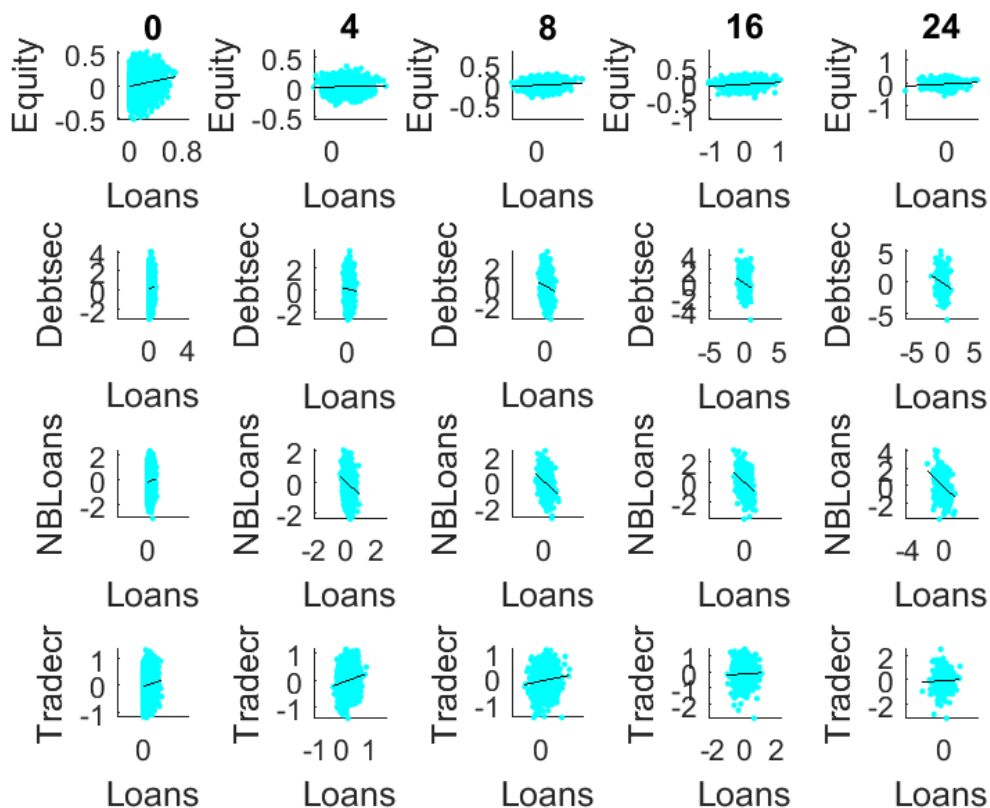 0 4 8 16 24
Equity 0.5 0 -0.5 0 0.8 Loans
Equity 0.5 0 -0.5 0 Loans
Equity 0.5 0 -0.5 0 Loans
Equity 0.5 0 -0.5 -1 -1 0 1 Loans
Equity 1 0 -1 0 Loans
Debtsec 4 2 0 -2 0 4 Loans
Debtsec 2 0 -2 0 Loans
Debtsec 2 0 -2 0 Loans
Debtsec 4 2 0 -2 -4 -5 0 5 Loans
Debtsec 5 0 -5 -5 0 5 Loans
NBLoans 2 0 -2 0 Loans
NBLoans 2 0 -2 -2 0 2 Loans
NBLoans 2 0 -2 0 Loans
NBLoans 2 0 -2 0 Loans
NBLoans 4 2 0 -2 -4 0 Loans
Tradecr 1 0 -1 0 Loans
Tradecr 1 0 -1 -1 0 1 Loans
Tradecr 1 0 -1 0 Loans
Tradecr 1 0 -1 -2 -2 0 2 Loans
Tradecr 2 0 -2 0 Loans